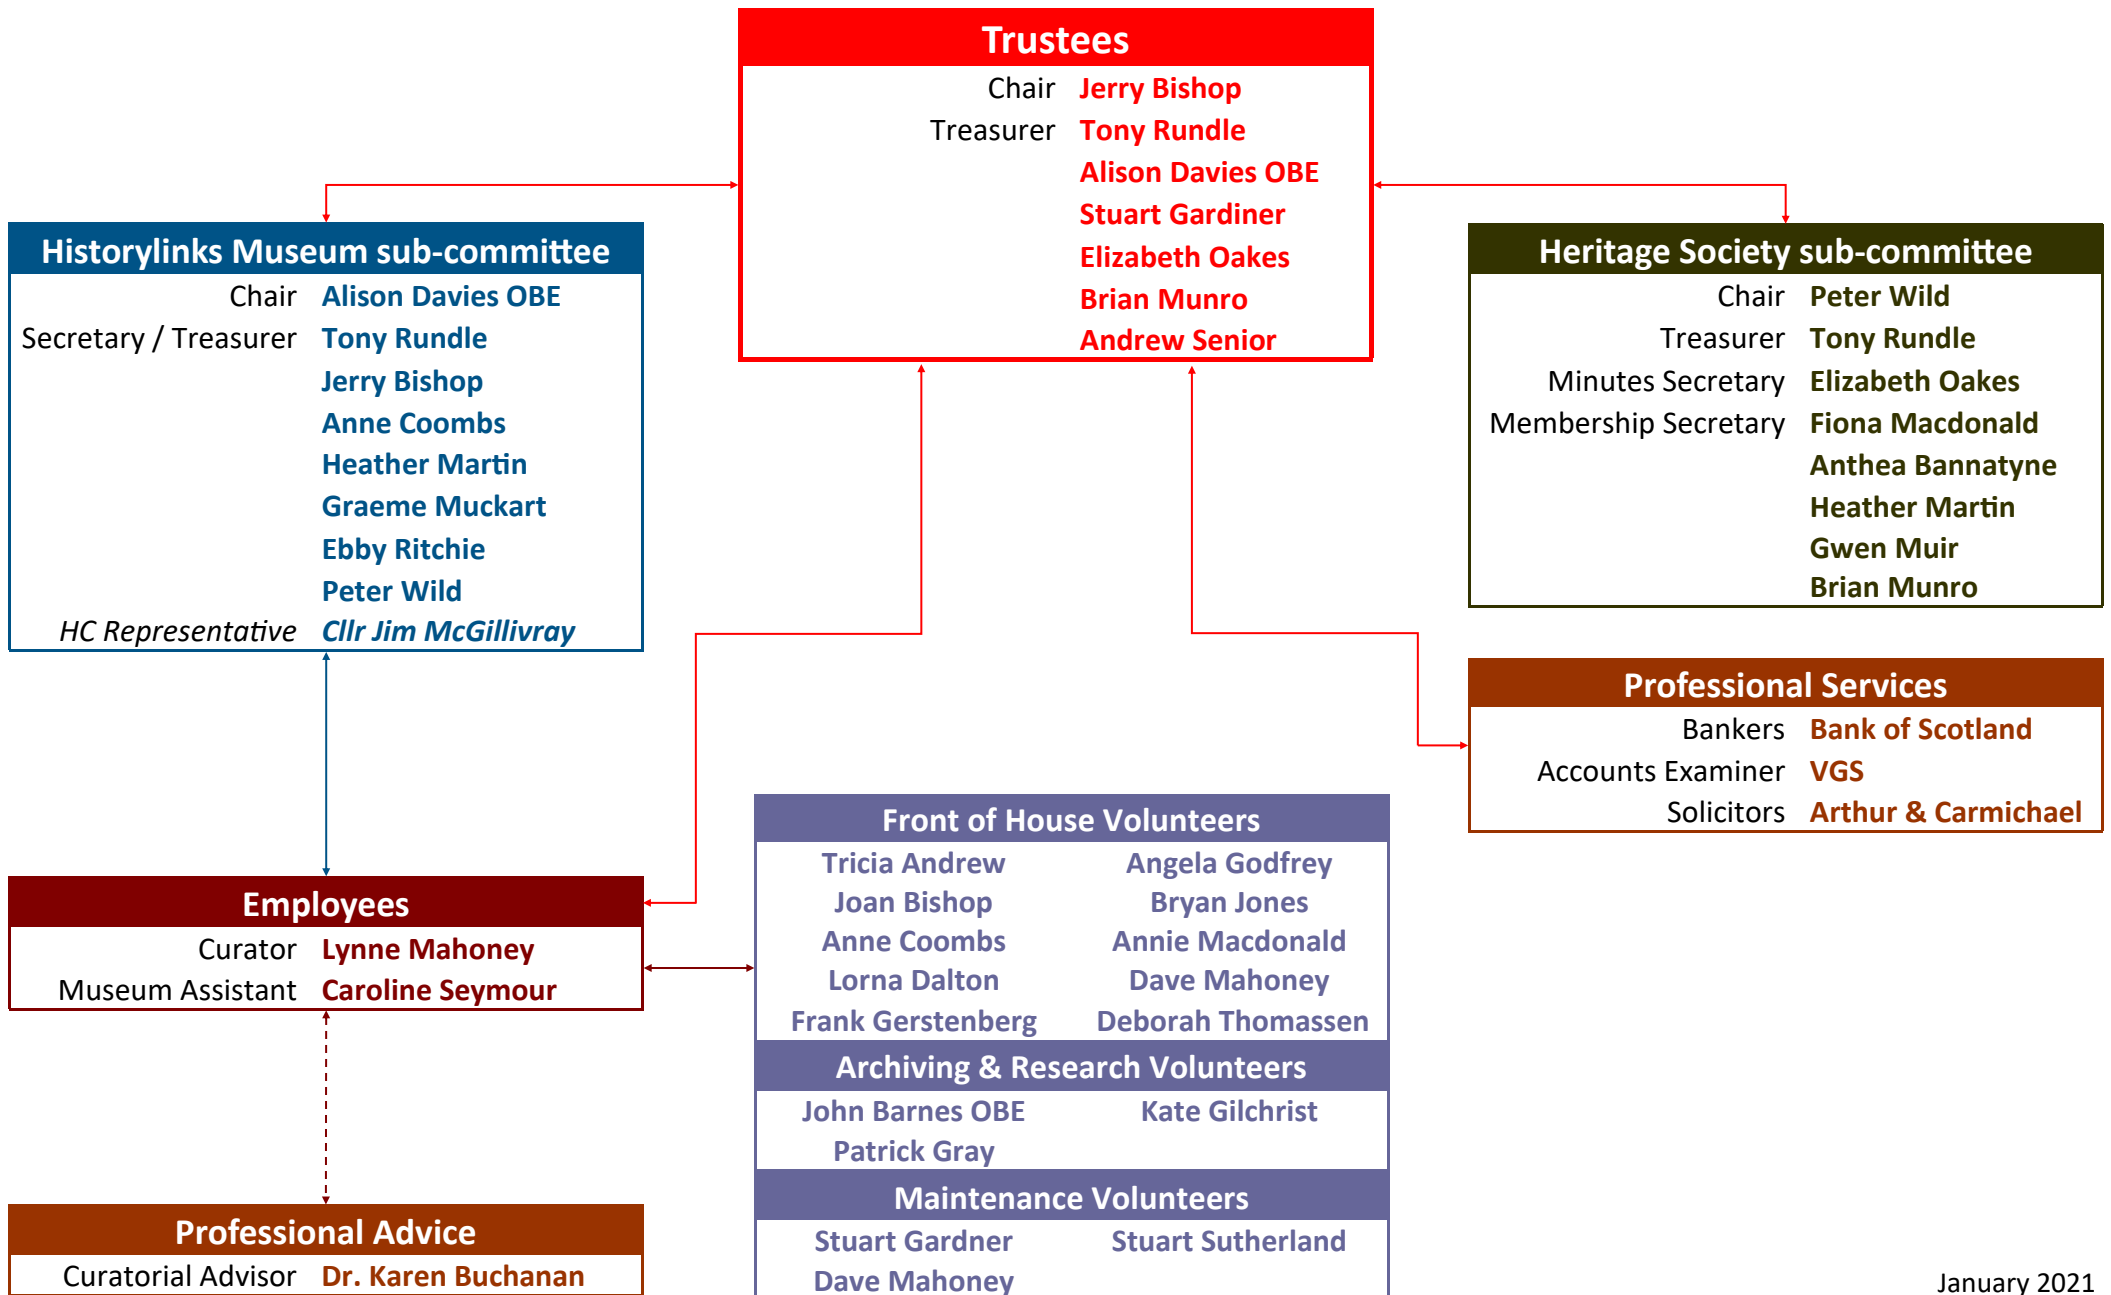 Trustees
Chair Jerry Bishop
Treasurer Tony Rundle
Alison Davies OBE
Stuart Gardiner
Elizabeth Oakes
Brian Munro
Andrew Senior
Historylinks Museum sub-committee
Chair Alison Davies OBE
Secretary / Treasurer Tony Rundle
Jerry Bishop
Anne Coombs
Heather Martin
Graeme Muckart
Ebby Ritchie
Peter Wild
HC Representative Cllr Jim McGillivray
Heritage Society sub-committee
Chair Peter Wild
Treasurer Tony Rundle
Minutes Secretary Elizabeth Oakes
Membership Secretary Fiona Macdonald
Anthea Bannatyne
Heather Martin
Gwen Muir
Brian Munro
Professional Services
Bankers Bank of Scotland
Accounts Examiner VGS
Solicitors Arthur & Carmichael
Employees
Curator Lynne Mahoney
Museum Assistant Caroline Seymour
Front of House Volunteers
Tricia Andrew Angela Godfrey
Joan Bishop Bryan Jones
Anne Coombs Annie Macdonald
Lorna Dalton Dave Mahoney
Frank Gerstenberg Deborah Thomassen
Archiving & Research Volunteers
John Barnes OBE Kate Gilchrist
Patrick Gray
Maintenance Volunteers
Stuart Gardner Stuart Sutherland
Dave Mahoney
Professional Advice
Curatorial Advisor Dr. Karen Buchanan
January 2021